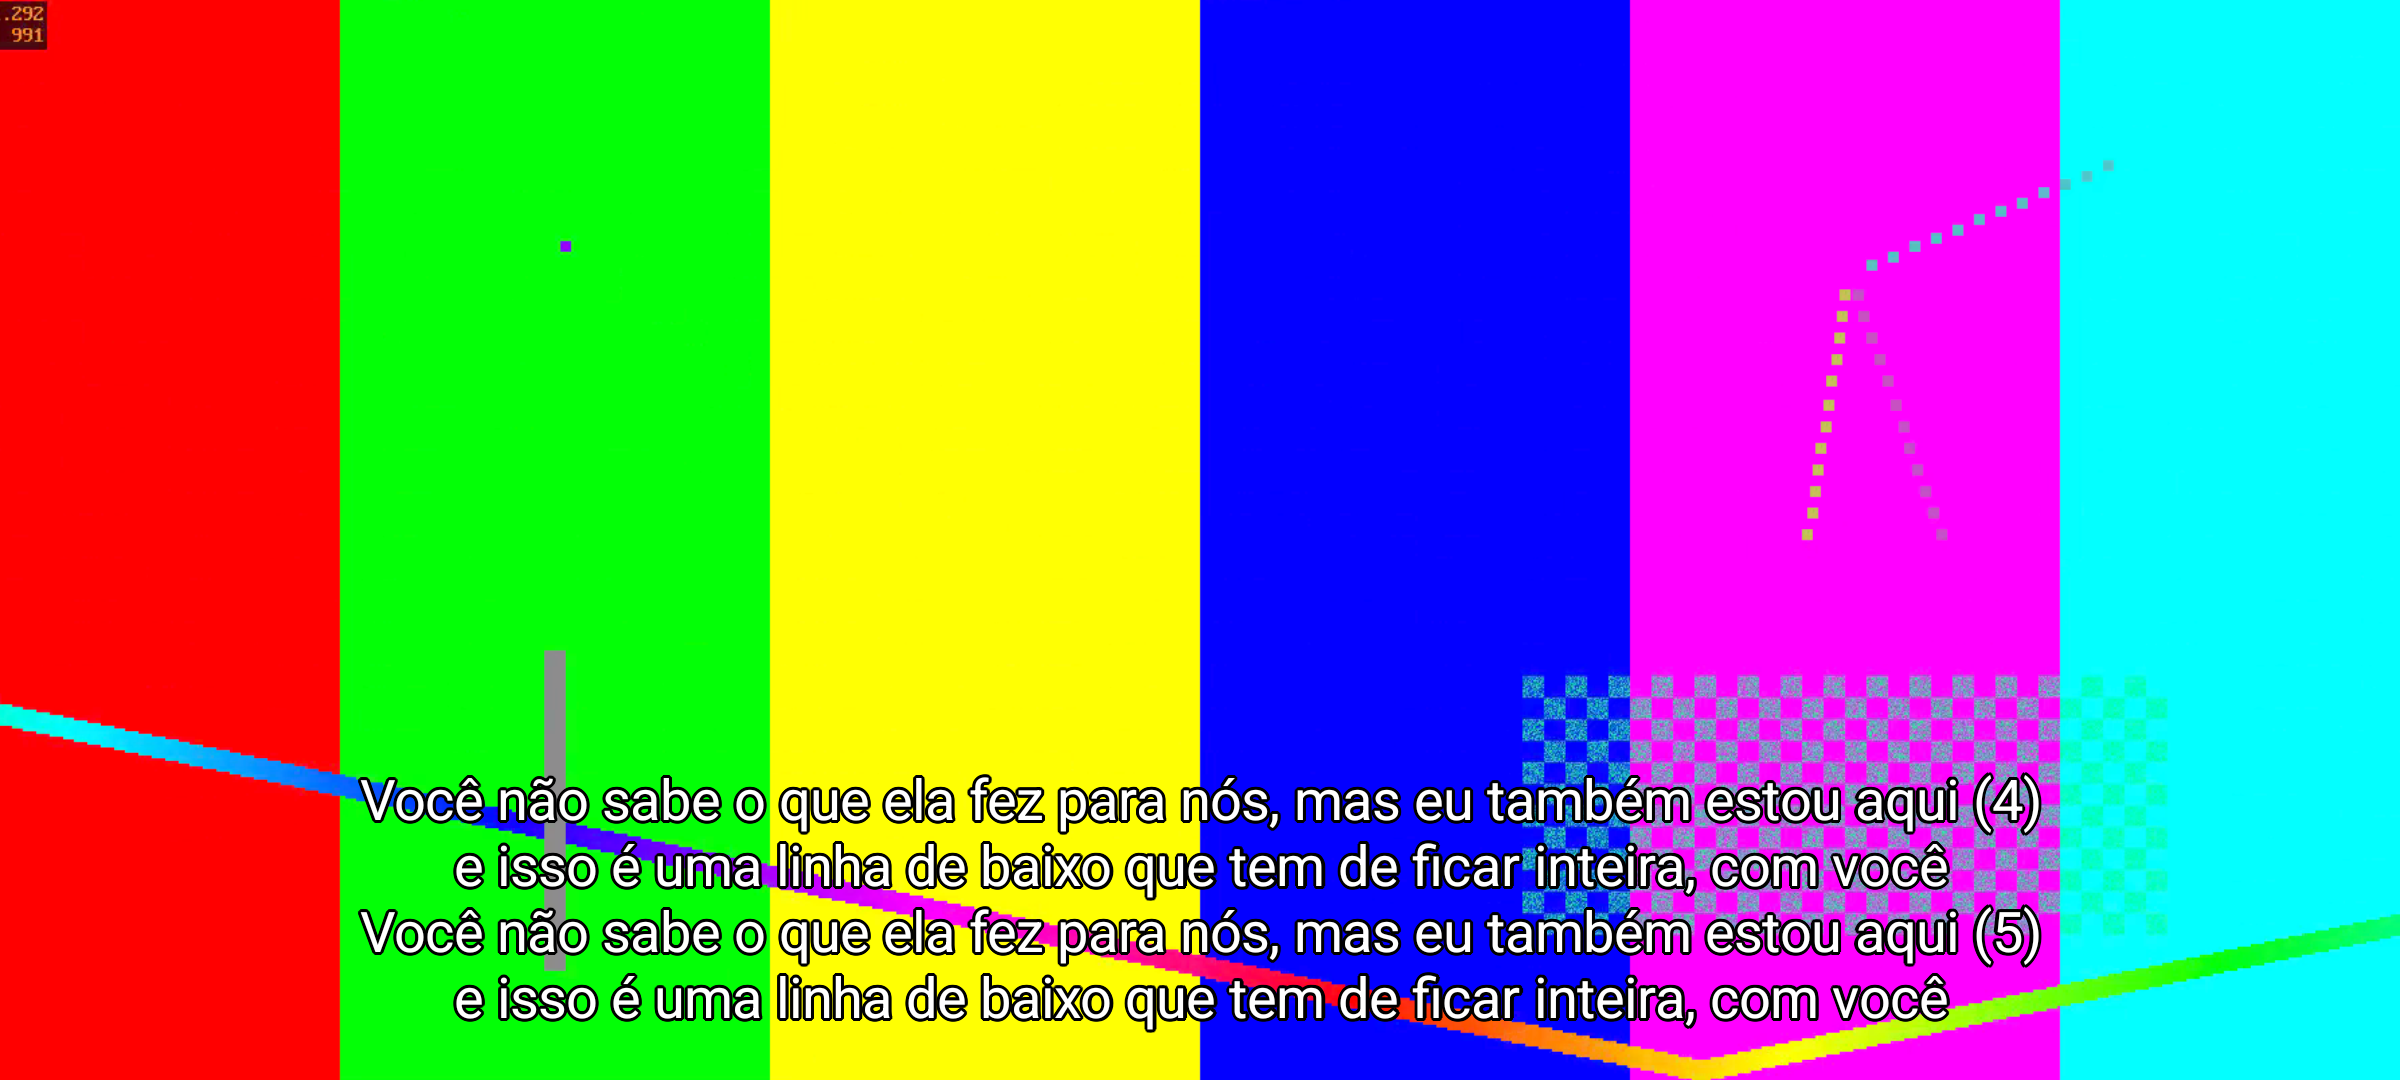 .292
991
Você não sabe o que ela fez para nós, mas eu também estou aqui (4)
e isso é uma linha de baixo que tem de ficar inteira, com você
Você não sabe o que ela fez para nós, mas eu também estou aqui (5)
e isso é uma linha de baixo que tem de ficar inteira, com você